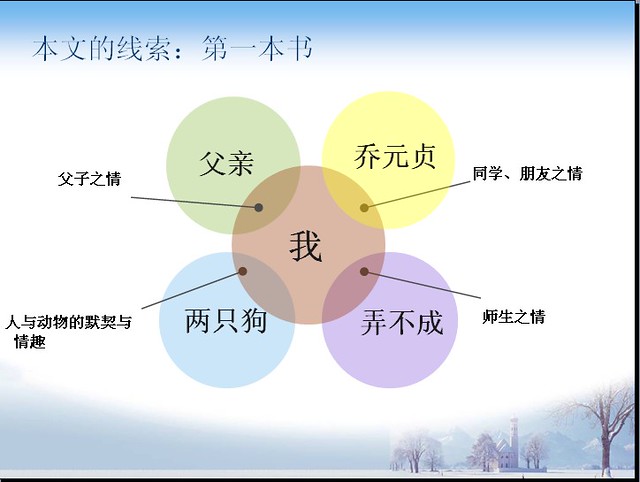 本文的线索：第一本书
父亲
乔元贞
父子之情
同学、朋友之情
我
两只狗
弄不成
人与动物的默契与
情趣
师生之情